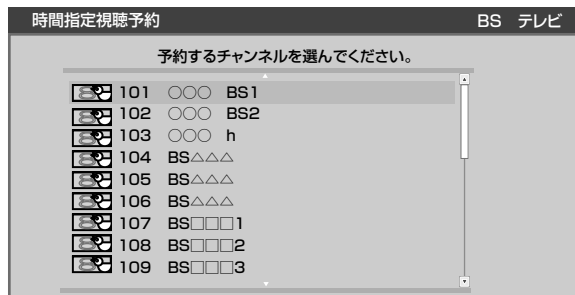 時間指定視聴予約 BS テレビ
予約するチャンネルを選んでください。
101 ○○○ BS1
102 ○○○ BS2
103 ○○○ h
104 BS△△△
105 BS△△△
106 BS△△△
107 BS□□□1
108 BS□□□2
109 BS□□□3